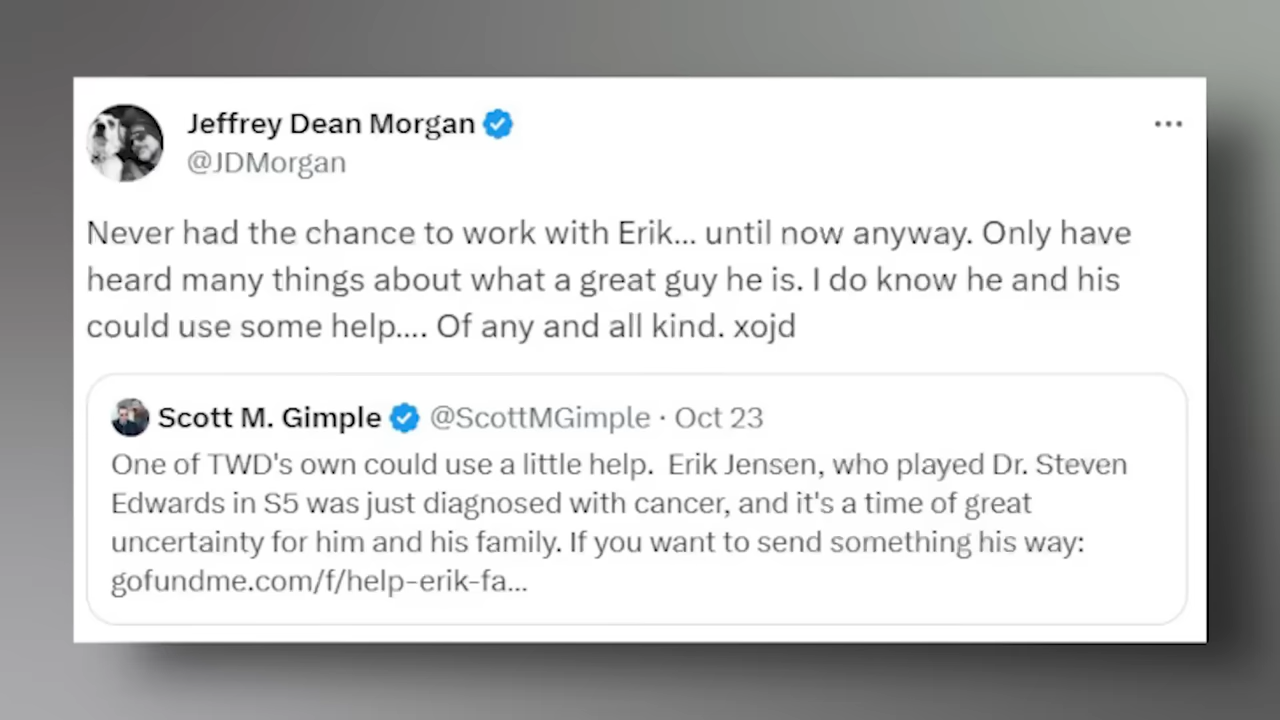 Jeffrey Dean Morgan
@JDMorgan
Never had the chance to work with Erik... until now anyway. Only have
heard many things about what a great guy he is. I do know he and his
could use some help.... Of any and all kind. xojd
Scott M. Gimple @ScottMGimple · Oct 23
One of TWD's own could use a little help.  Erik Jensen, who played Dr. Steven
Edwards in S5 was just diagnosed with cancer, and it's a time of great
uncertainty for him and his family. If you want to send something his way:
gofundme.com/f/help-erik-fa...